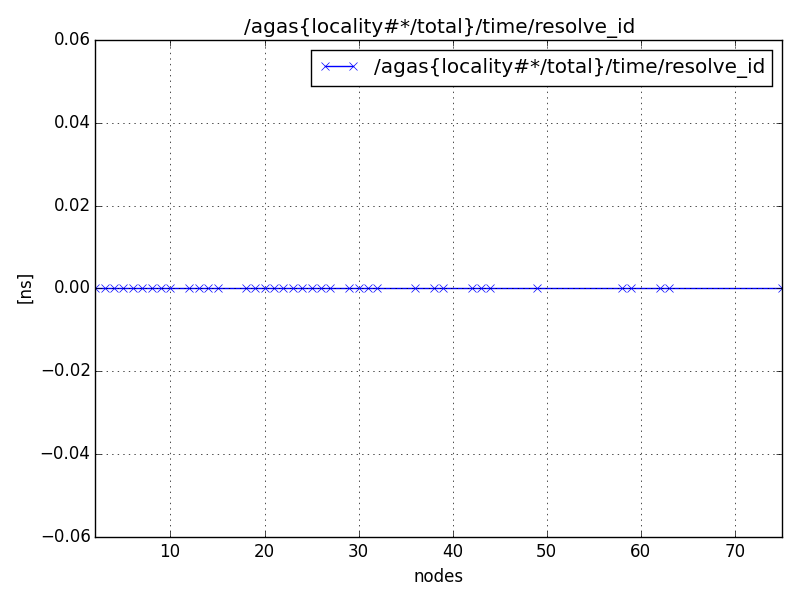 /agas{locality#*/total}/time/resolve_id
/agas{locality#*/total}/time/resolve_id
0.06
0.04
0.02
0.00
−0.02
−0.04
−0.06
[ns]
10 20 30 40 50 60 70
nodes